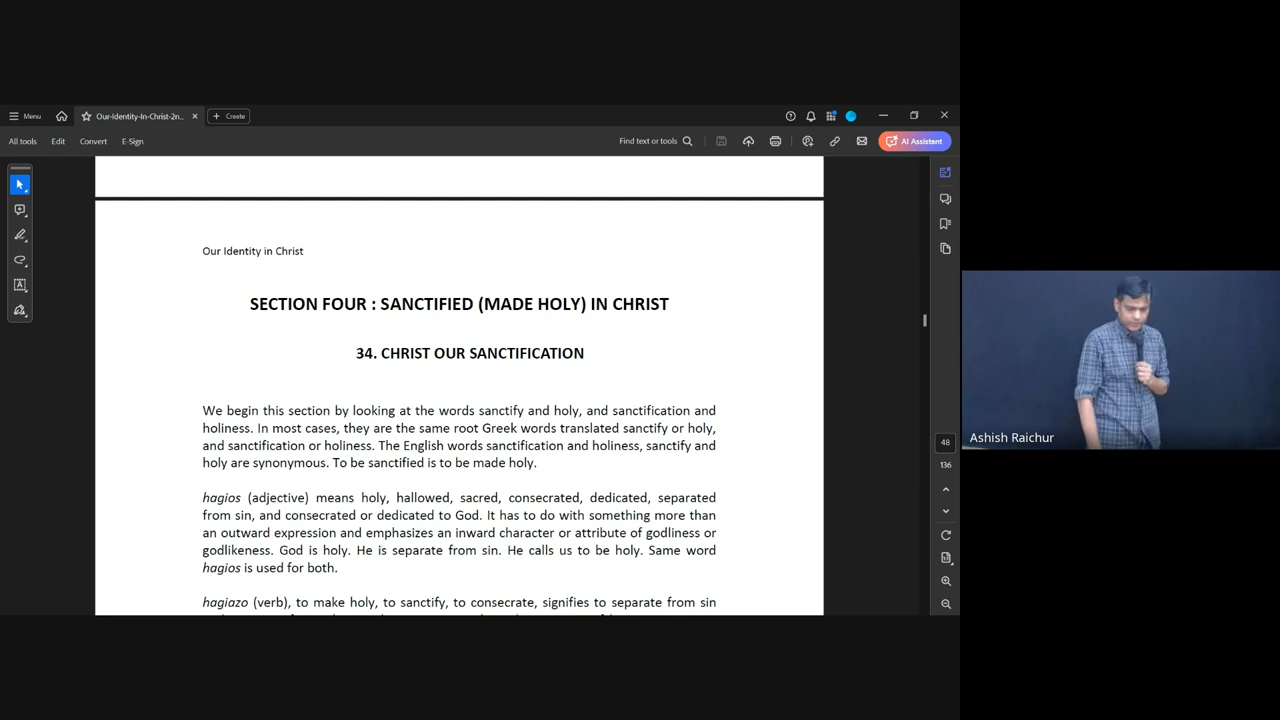 Menu
Our-Identity-In-Christ-2n...
Create
All tools
Edit
Convert
E-Sign
Find text or tools
AI Assistant
Our Identity in Christ
SECTION FOUR : SANCTIFIED (MADE HOLY) IN CHRIST
34. CHRIST OUR SANCTIFICATION
We begin this section by looking at the words sanctify and holy, and sanctification and
holiness. In most cases, they are the same root Greek words translated sanctify or holy,
and sanctification or holiness. The English words sanctification and holiness, sanctify and
holy are synonymous. To be sanctified is to be made holy.
hagios (adjective) means holy, hallowed, sacred, consecrated, dedicated, separated
from sin, and consecrated or dedicated to God. It has to do with something more than
an outward expression and emphasizes an inward character or attribute of godliness or
godlikeness. God is holy. He is separate from sin. He calls us to be holy. Same word
hagios is used for both.
hagiazo (verb), to make holy, to sanctify, to consecrate, signifies to separate from sin
48
136
Ashish Raichur